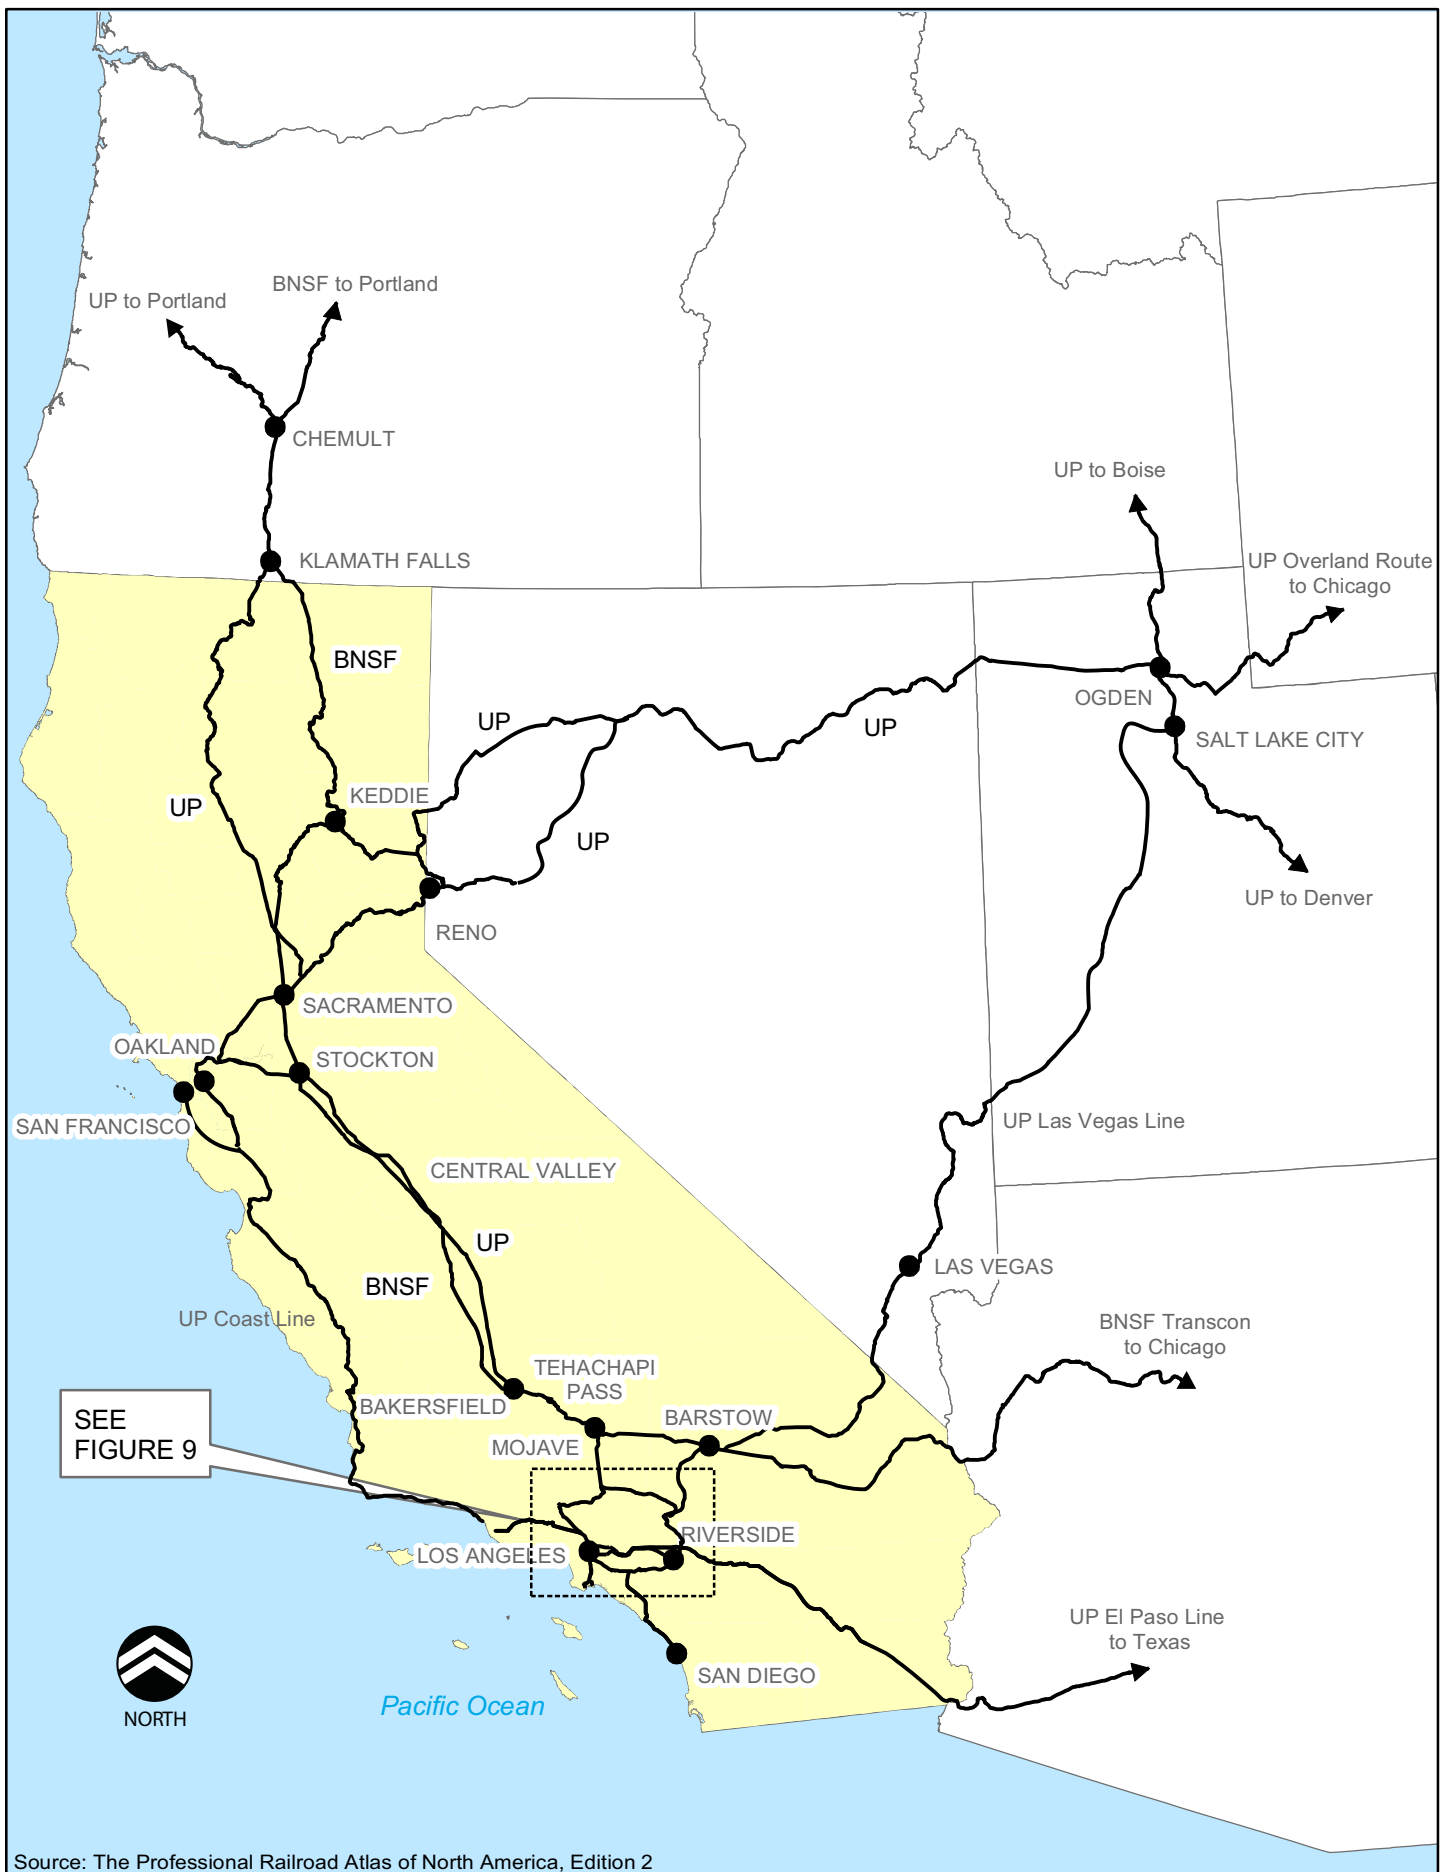 BNSF to Portland
UP to Portland
CHEMULT
UP to Boise
KLAMATH FALLS
UP Overland Route
to Chicago
BNSF
OGDEN
UP
UP
SALT LAKE CITY
KEDDIE
UP
UP
UP to Denver
RENO
SACRAMENTO
OAKLAND
STOCKTON
SAN FRANCISCO
UP Las Vegas Line
CENTRAL VALLEY
UP
LAS VEGAS
BNSF
UP Coast Line
BNSF Transcon
to Chicago
TEHACHAPI
PASS
BAKERSFIELD
SEE
FIGURE 9
BARSTOW
MOJAVE
RIVERSIDE
LOS ANGELES
UP El Paso Line
to Texas
SAN DIEGO
Pacific Ocean
NORTH
Source: The Professional Railroad Atlas of North America, Edition 2